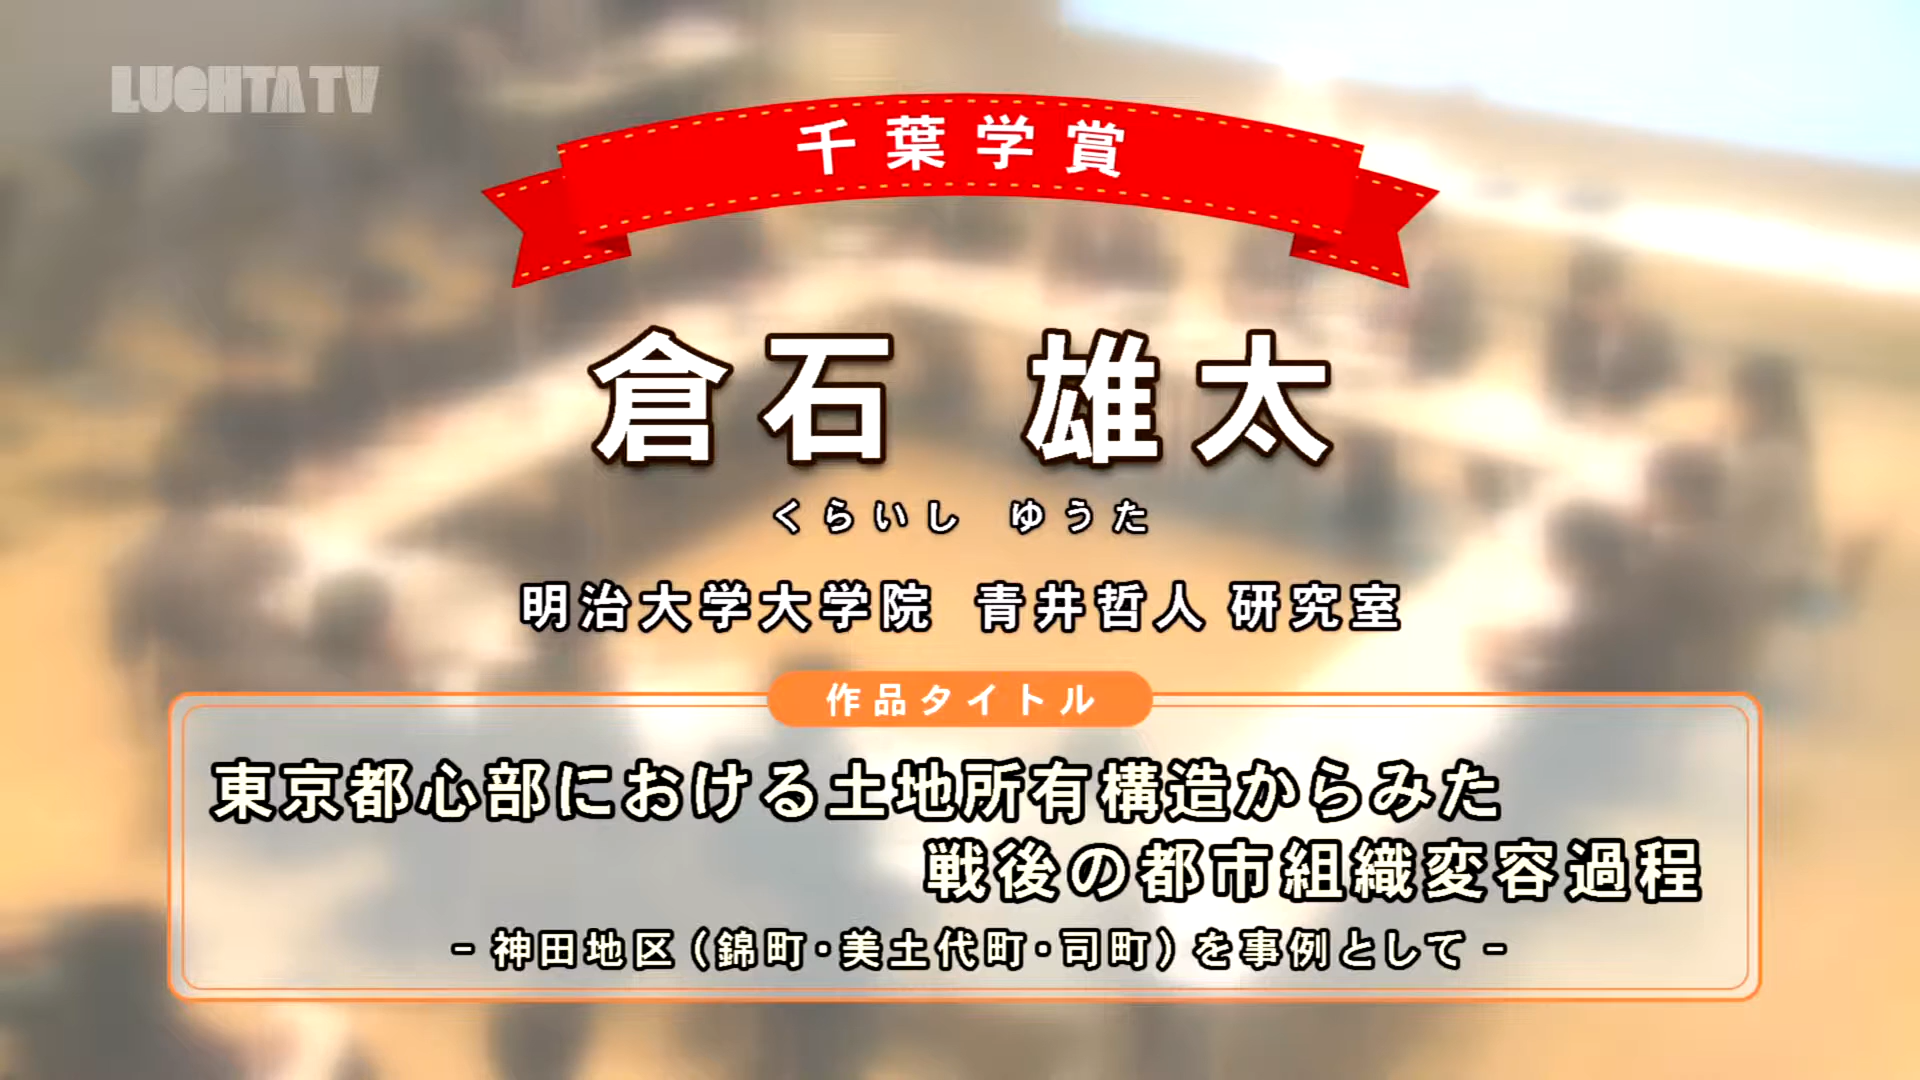 LUCHTA TV
千葉学賞
倉石 雄太
くらいし ゆうた
明治大学大学院 青井哲人 研究室
作品タイトル
東京都心部における土地所有構造からみた
戦後の都市組織変容過程
- 神田地区（錦町・美土代町・司町）を事例として -